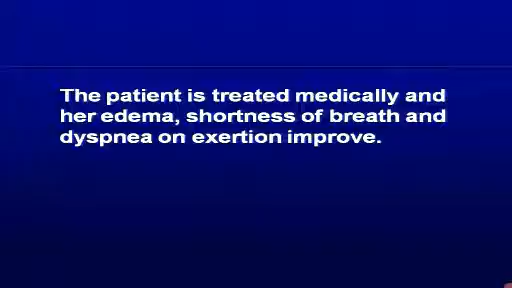 The patient is treated medically and
her edema, shortness of breath and
dyspnea on exertion improve.